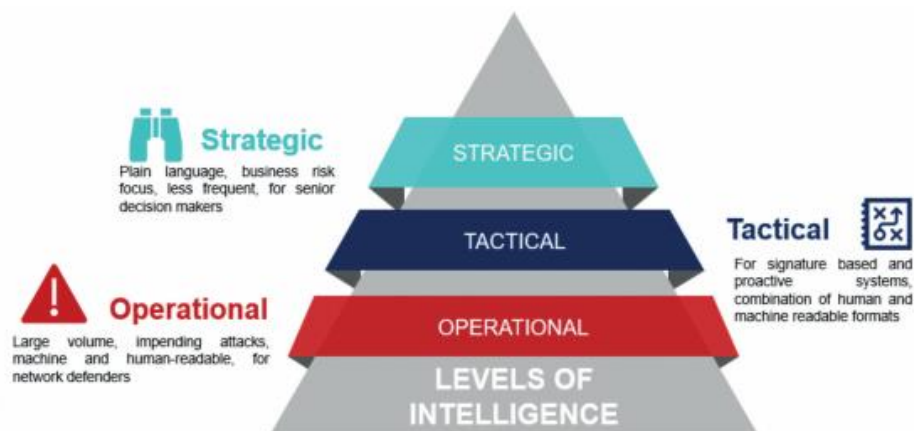 Strategic
Plain language, business risk
focus, less frequent, for senior
decision makers
STRATEGIC
TACTICAL
Tactical
For signature based and
proactive systems,
combination of human and
machine readable formats
Operational
Large volume, impending attacks,
machine and human-readable, for
network defenders
OPERATIONAL
LEVELS OF
INTELLIGENCE